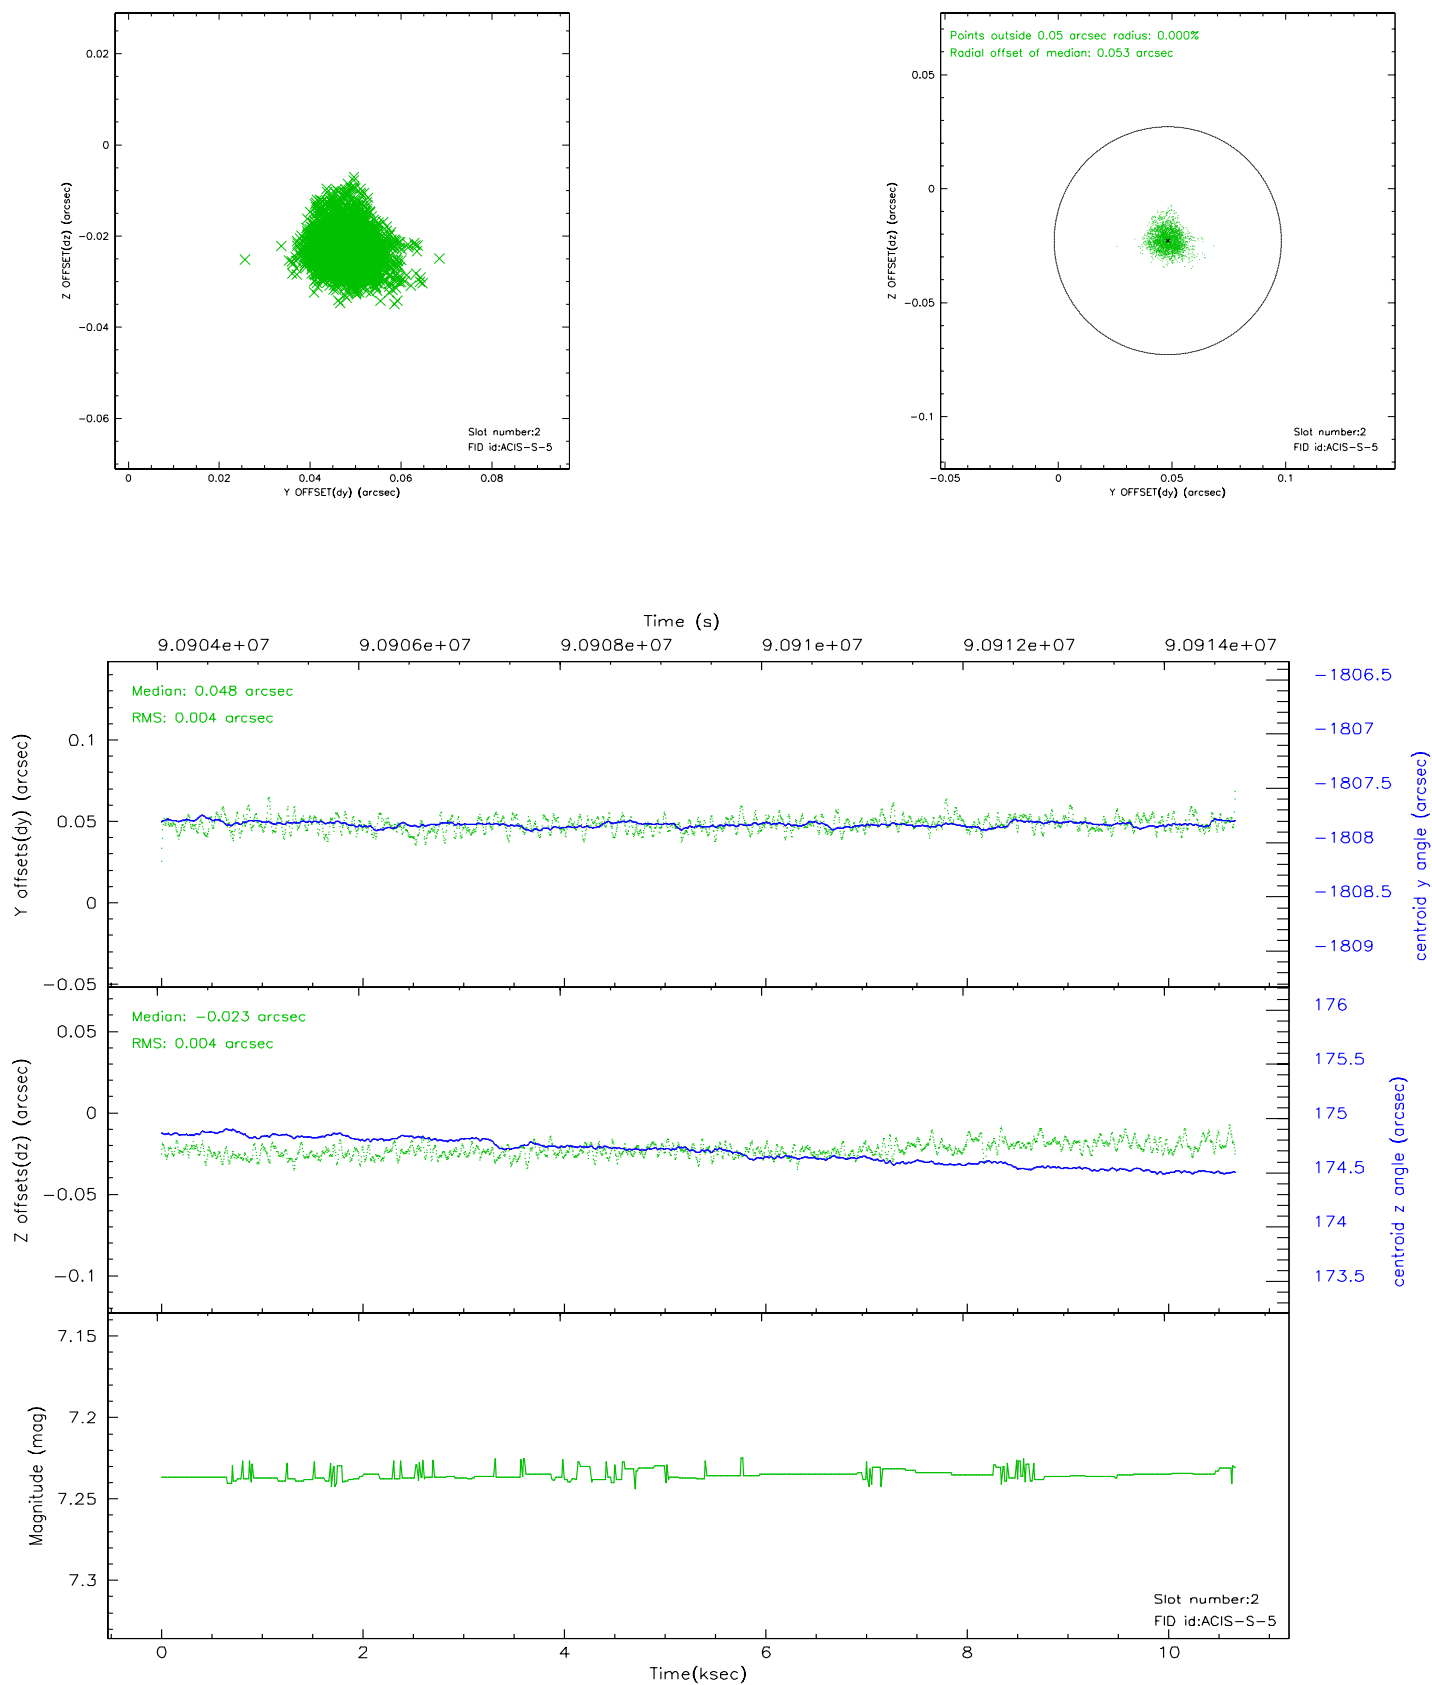 0.02
0
-0.02
-0.04
-0.06
Z OFFSET(dz) (arcsec)
Slot number:2
FID id:ACIS-S-5
0 0.02 0.04 0.06 0.08
Y OFFSET(dy) (arcsec)
Points outside 0.05 arcsec radius: 0.000%
Radial offset of median: 0.053 arcsec
0.05
0
-0.05
-0.1
Z OFFSET(dz) (arcsec)
Slot number:2
FID id:ACIS-S-5
-0.05 0 0.05 0.1
Y OFFSET(dy) (arcsec)
Time (s)
9.0904e+07 9.0906e+07 9.0908e+07 9.091e+07 9.0912e+07 9.0914e+07
Median: 0.048 arcsec
RMS: 0.004 arcsec
0.1
0.05
0
-0.05
Y offsets(dy) (arcsec)
-1806.5
-1807
-1807.5
-1808
-1808.5
-1809
centroid y angle (arcsec)
Median: -0.023 arcsec
RMS: 0.004 arcsec
0.05
0
-0.05
-0.1
Z offsets(dz) (arcsec)
176
175.5
175
174.5
174
173.5
centroid z angle (arcsec)
7.15
7.2
7.25
7.3
Magnitude (mag)
Slot number:2
FID id:ACIS-S-5
0 2 4 6 8 10
Time(ksec)